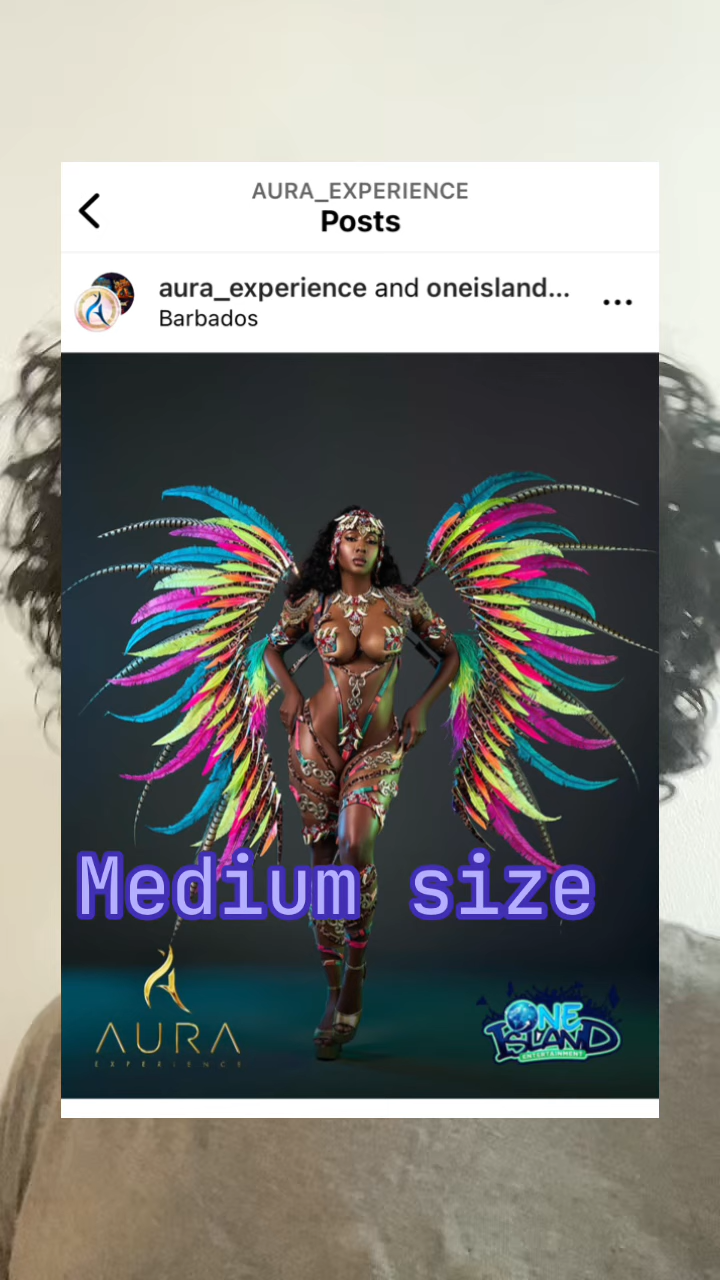 AURA_EXPERIENCE
Posts
aura_experience and oneisland...
Barbados
Medium size
AURA
EXPERIENCE
ONE
ISLAND
ENTERTAINMENT